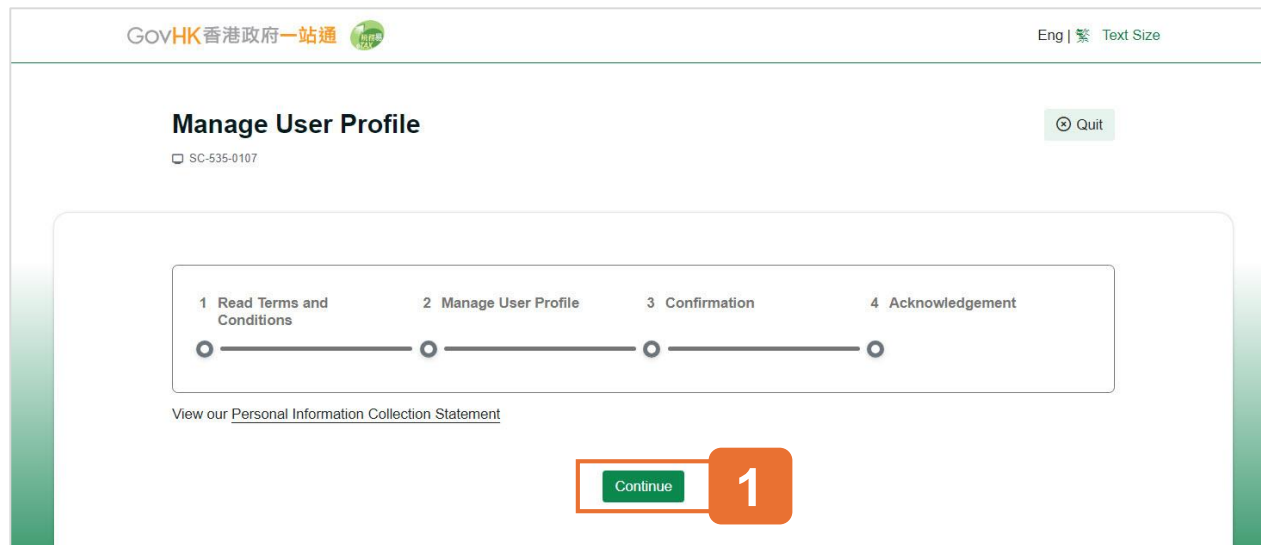 GovHK香港政府一站通
Eng | 繁 Text Size
Manage User Profile
Quit
SC-535-0107
1 Read Terms and Conditions
2 Manage User Profile
3 Confirmation
4 Acknowledgement
View our Personal Information Collection Statement
Continue
1